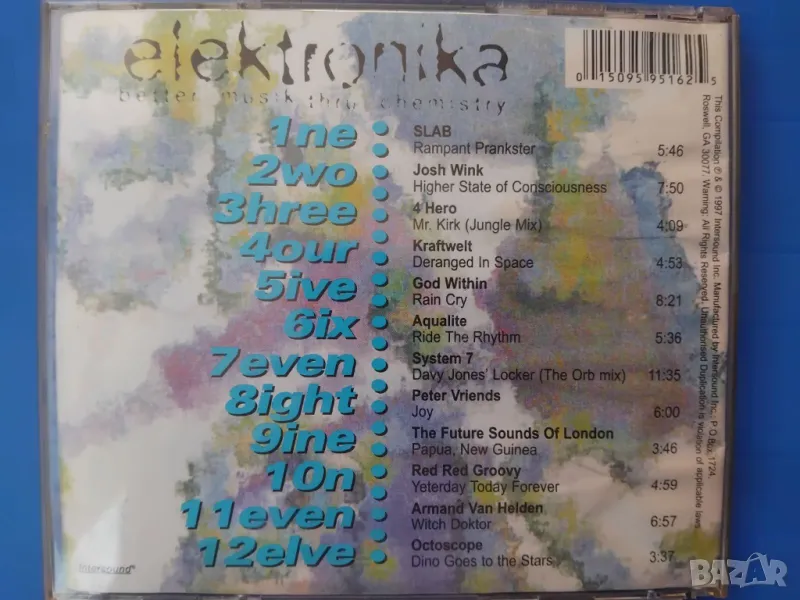 elektronika
better musik thru chemistry
0 15095 95162 5
1ne
SLAB
Rampant Prankster 5:46
2wo
Josh Wink
Higher State of Consciousness 7:50
3hree
4 Hero
Mr. Kirk (Jungle Mix) 4:09
4our
Kraftwelt
Deranged In Space 4:53
5ive
God Within
Rain Cry 8:21
6ix
Aqualite
Ride The Rhythm 5:36
7even
System 7
Davy Jones' Locker (The Orb mix) 11:35
8ight
Peter Vriends
Joy 6:00
9ine
The Future Sounds Of London
Papua, New Guinea 3:46
10n
Red Red Groovy
Yeterday Today Forever 4:59
11even
Armand Van Helden
Witch Doktor 6:57
12elve
Octoscope
Dino Goes to the Stars 3:37
This Compilation ℗ & © 1997 Intersound Inc. Manufactured by Intersound Inc., P O Box, 1724,
Roswell, GA 30077. Warning: All Rights Reserved. Unauthorised Duplication is violation of applicable laws
Intersound
BAZAR